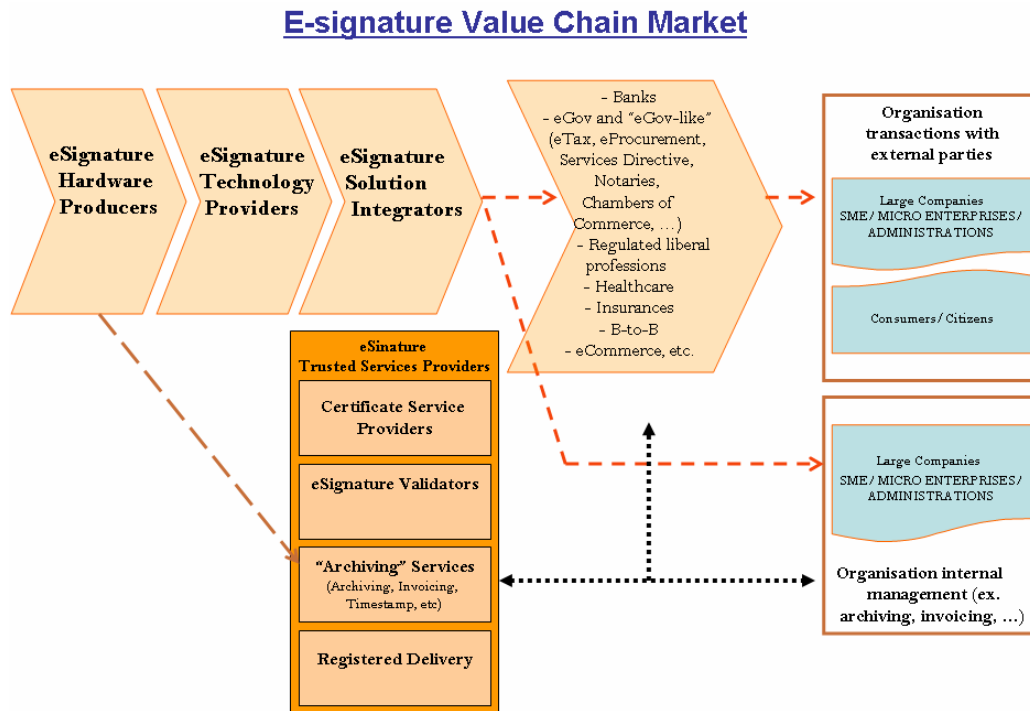 E-signature Value Chain Market
eSignature
Hardware
Producers
eSignature
Technology
Providers
eSignature
Solution
Integrators
- Banks
- eGov and "eGov-like"
(eTax, eProcurement,
Services Directive,
Notaries,
Chambers of
Commerce, ...)
- Regulated liberal
professions
- Healthcare
- Insurances
- B-to-B
- eCommerce, etc.
Organisation
transactions with
external parties
Large Companies
SME/ MICRO ENTERPRISES/
ADMINISTRATIONS
Consumers/ Citizens
eSinature
Trusted Services Providers
Certificate Service
Providers
eSignature Validators
"Archiving" Services
(Archiving, Invoicing,
Timestamp, etc)
Registered Delivery
Large Companies
SME/ MICRO ENTERPRISES/
ADMINISTRATIONS
Organisation internal
management (ex.
archiving, invoicing, ...)